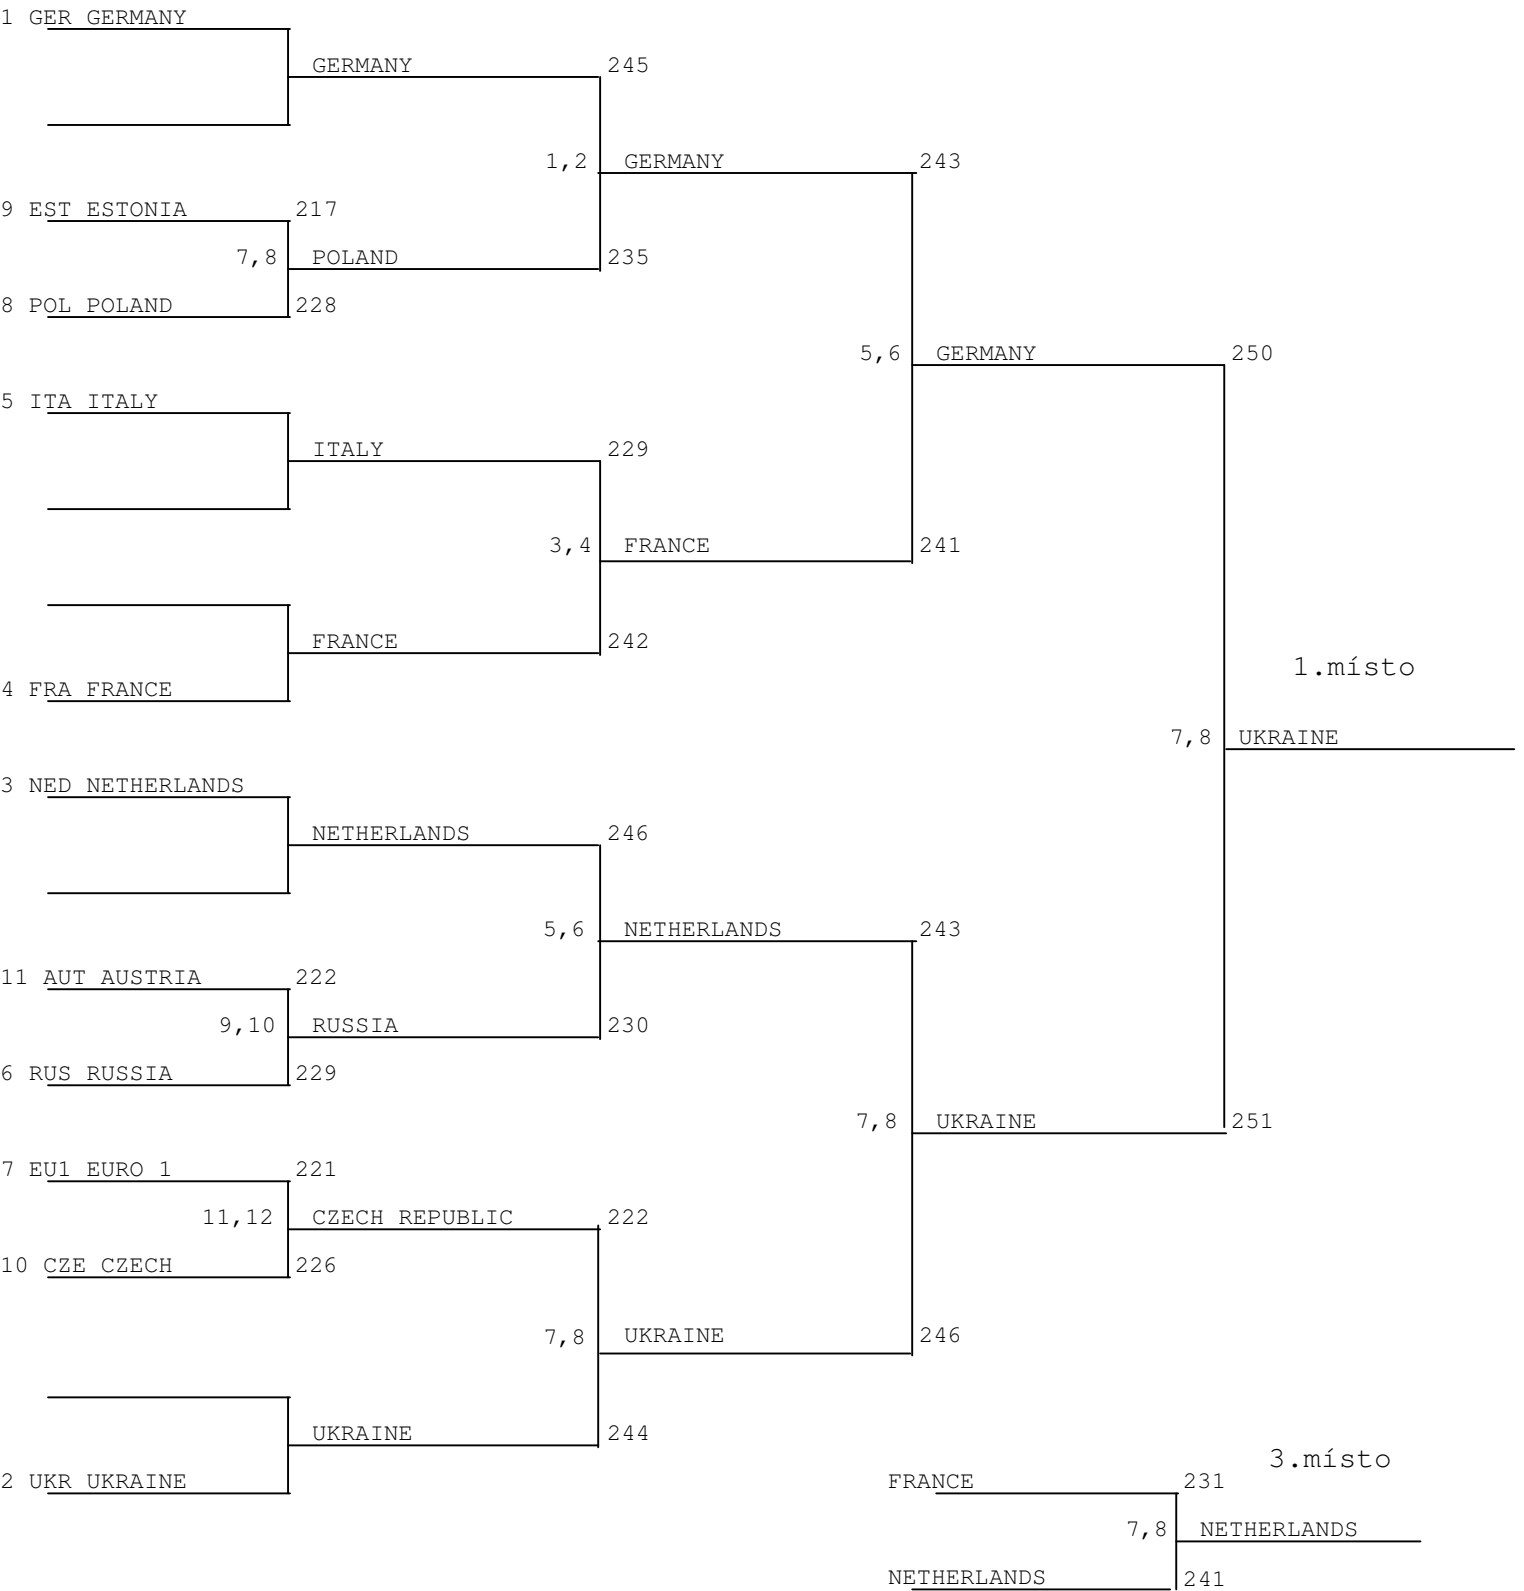 1 GER GERMANY
GERMANY 245
1,2 GERMANY 243
9 EST ESTONIA 217
7,8 POLAND 235
8 POL POLAND 228
5,6 GERMANY 250
5 ITA ITALY
ITALY 229
3,4 FRANCE 241
FRANCE 242
1.místo
4 FRA FRANCE
7,8 UKRAINE
3 NED NETHERLANDS
NETHERLANDS 246
5,6 NETHERLANDS 243
11 AUT AUSTRIA 222
9,10 RUSSIA 230
6 RUS RUSSIA 229
7,8 UKRAINE 251
7 EU1 EURO 1 221
11,12 CZECH REPUBLIC 222
10 CZE CZECH 226
7,8 UKRAINE 246
UKRAINE 244
3.místo
2 UKR UKRAINE
FRANCE 231
7,8 NETHERLANDS
NETHERLANDS 241